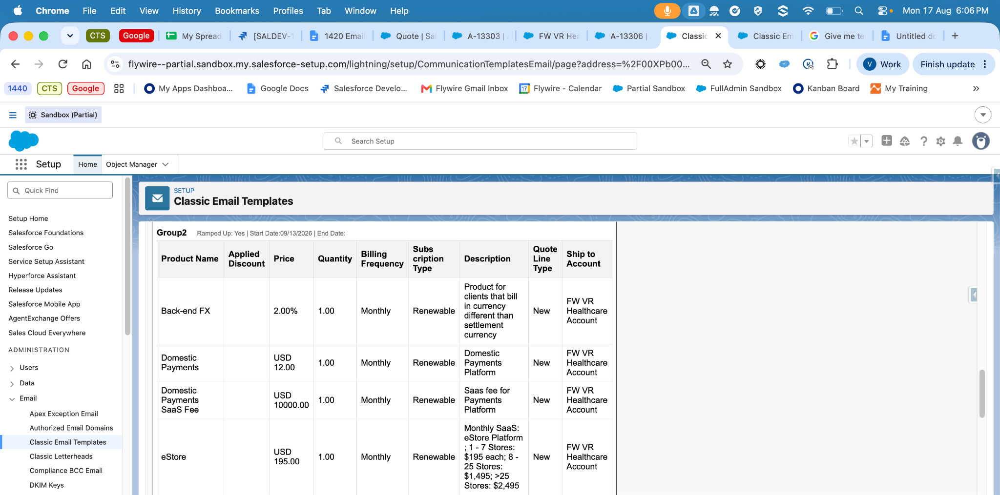 Chrome File Edit View History Bookmarks Profiles Tab Window Help Mon 17 Aug 6:06 PM
CTS Google My Spread [SALDEV-1 1420 Email Quote | Sa A-13303 | FW VR Hea A-13306 | Classic Classic Em Give me te Untitled do
flywire--partial.sandbox.my.salesforce-setup.com/lightning/setup/CommunicationTemplatesEmail/page?address=%2F00XPb00... V Work Finish update
1440 CTS Google My Apps Dashboa... Google Docs Salesforce Develo... Flywire Gmail Inbox 17 Flywire - Calendar Partial Sandbox FullAdmin Sandbox Kanban Board My Training
Sandbox (Partial)
Search Setup
Setup Home Object Manager
Quick Find
Setup Home
Salesforce Foundations
Salesforce Go
Service Setup Assistant
Hyperforce Assistant
Release Updates
Salesforce Mobile App
AgentExchange Offers
Sales Cloud Everywhere
ADMINISTRATION
Users
Data
Email
Apex Exception Email
Authorized Email Domains
Classic Email Templates
Classic Letterheads
Compliance BCC Email
DKIM Keys
SETUP
Classic Email Templates
Group2 Ramped Up: Yes | Start Date:09/13/2026 | End Date:
Product Name
Applied
Discount
Price
Quantity
Billing
Frequency
Subs
cription
Type
Description
Quote
Line
Type
Ship to
Account
Back-end FX
2.00%
1.00
Monthly
Renewable
Product for
clients that bill
in currency
different than
settlement
currency
New
FW VR
Healthcare
Account
Domestic
Payments
USD
12.00
1.00
Monthly
Renewable
Domestic
Payments
Platform
New
FW VR
Healthcare
Account
Domestic
Payments
SaaS Fee
USD
10000.00
1.00
Monthly
Renewable
Saas fee for
Payments
Platform
New
FW VR
Healthcare
Account
eStore
USD
195.00
1.00
Monthly
Renewable
Monthly SaaS:
eStore Platform
; 1 - 7 Stores:
$195 each; 8 -
25 Stores:
$1,495; >25
Stores: $2,495
New
FW VR
Healthcare
Account